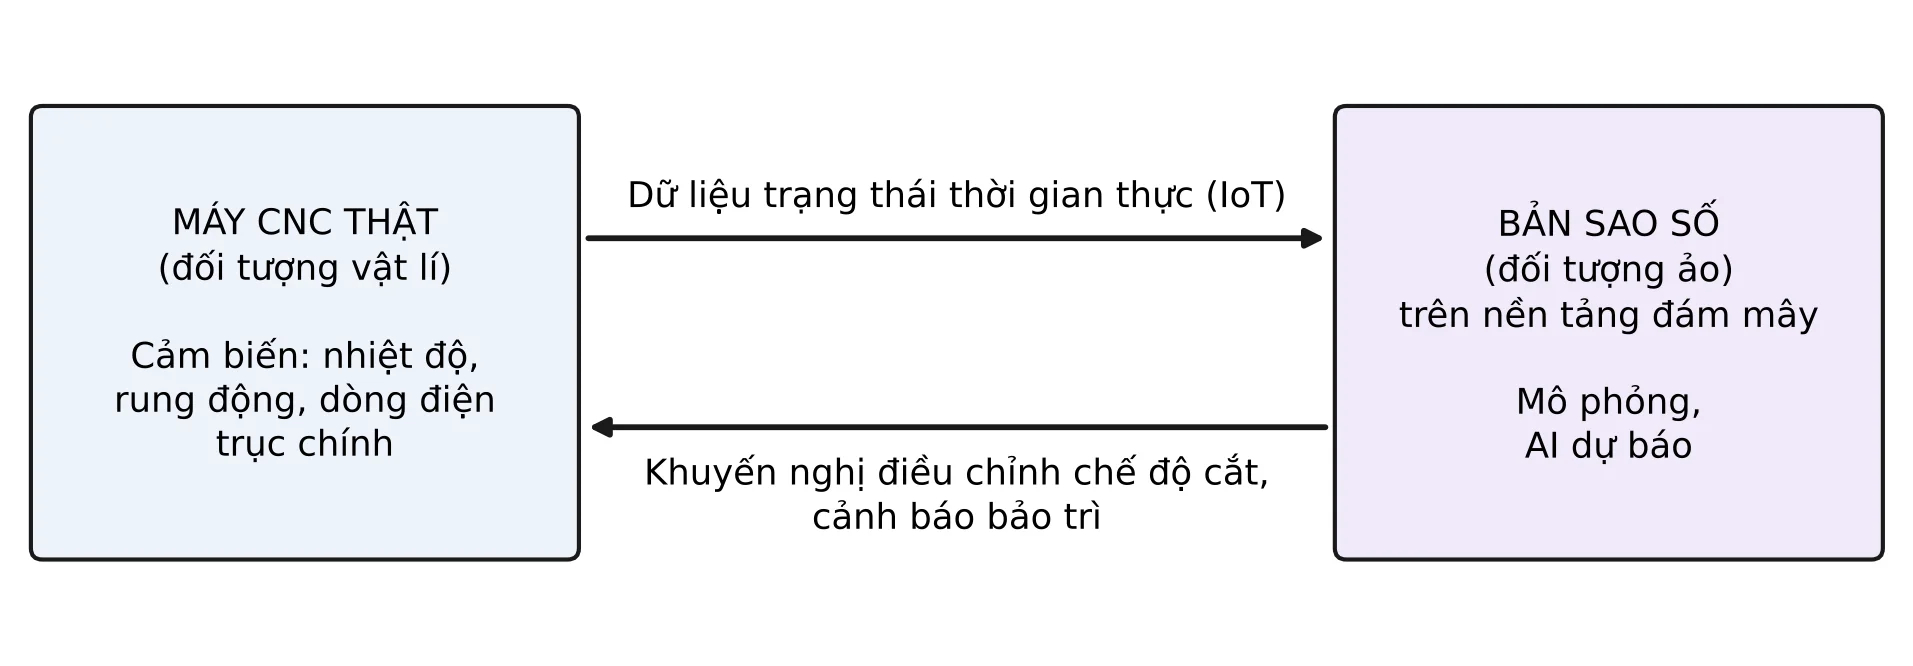 MÁY CNC THẬT
(đối tượng vật lí)
Cảm biến: nhiệt độ,
rung động, dòng điện
trục chính
Dữ liệu trạng thái thời gian thực (IoT)
Khuyến nghị điều chỉnh chế độ cắt,
cảnh báo bảo trì
BẢN SAO SỐ
(đối tượng ảo)
trên nền tảng đám mây
Mô phỏng,
AI dự báo